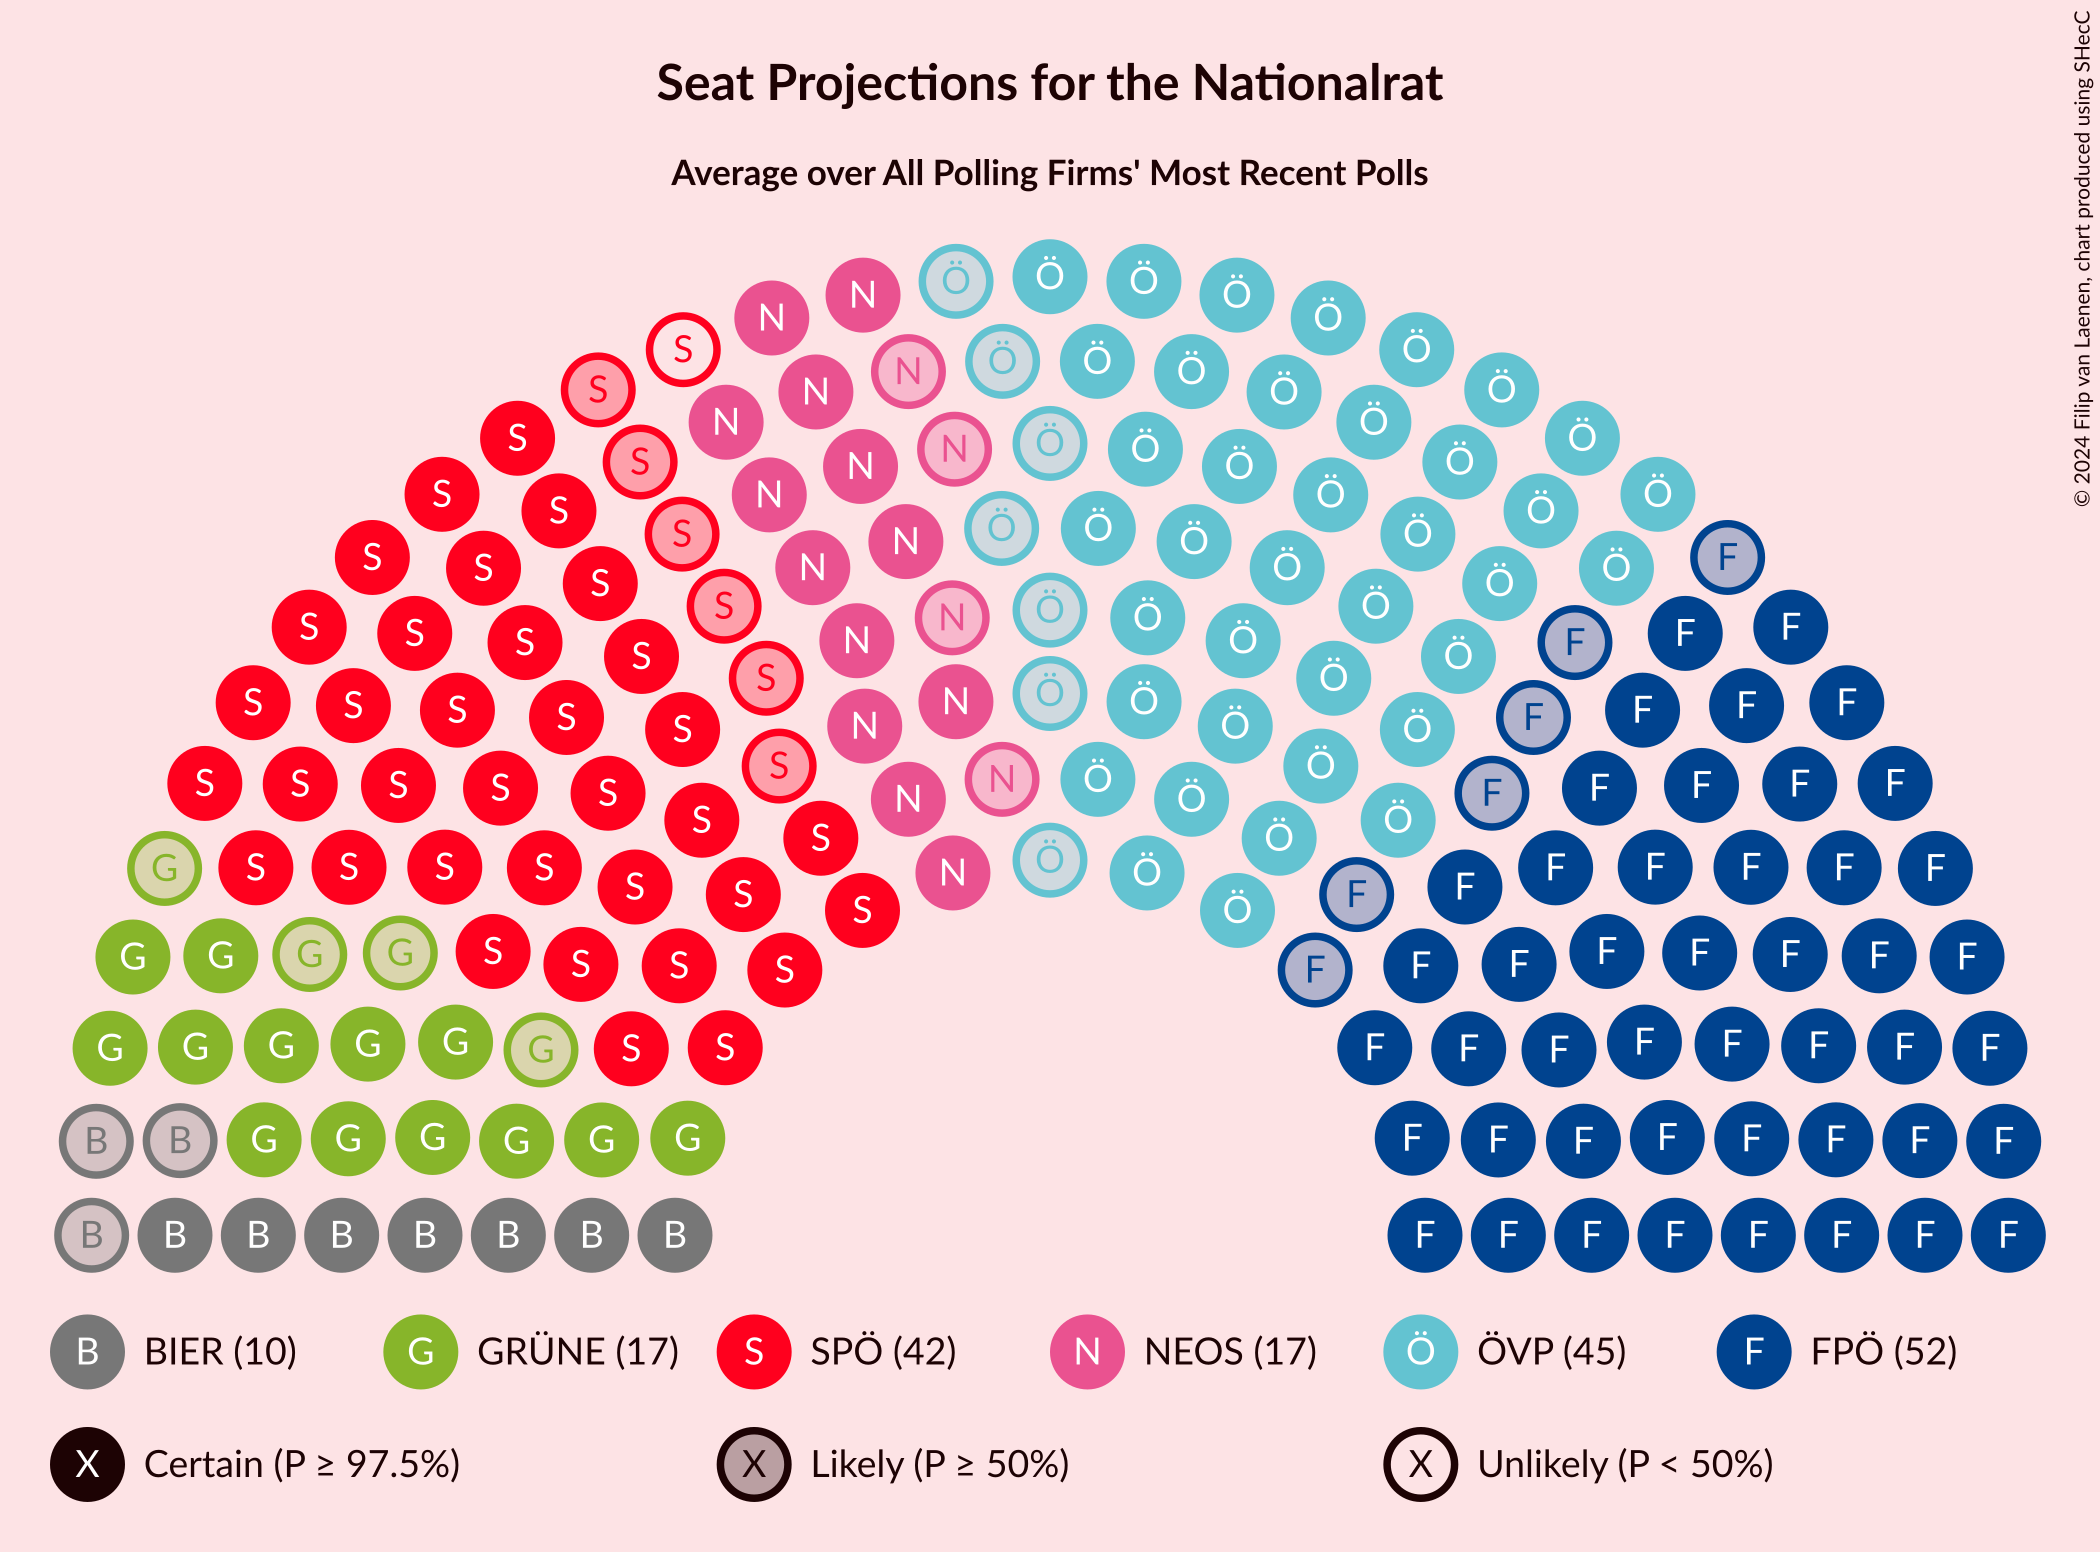 Seat Projections for the Nationalrat
Average over All Polling Firms' Most Recent Polls
© 2024 Filip van Laenen, chart produced using SHecC
Ö Ö Ö Ö Ö Ö
N N Ö Ö Ö
S S N N N Ö Ö Ö Ö Ö Ö
S S S N N N Ö Ö Ö Ö Ö Ö
S S S S N N Ö Ö Ö Ö Ö Ö F
S S S S S N N Ö Ö Ö Ö Ö F F F
S S S S S S N N Ö Ö Ö Ö Ö F F F F
S S S S S S S N N Ö Ö Ö Ö Ö F F F F F
G S S S S S S S S N Ö Ö Ö F F F F F F F
G G G G S S S S F F F F F F F F
G G G G G G S S F F F F F F F F
B B G G G G G G F F F F F F F F
B B B B B B B B F F F F F F F F
B BIER (10) G GRÜNE (17) S SPÖ (42) N NEOS (17) Ö ÖVP (45) F FPÖ (52)
X Certain (P ≥ 97.5%) X Likely (P ≥ 50%) X Unlikely (P < 50%)